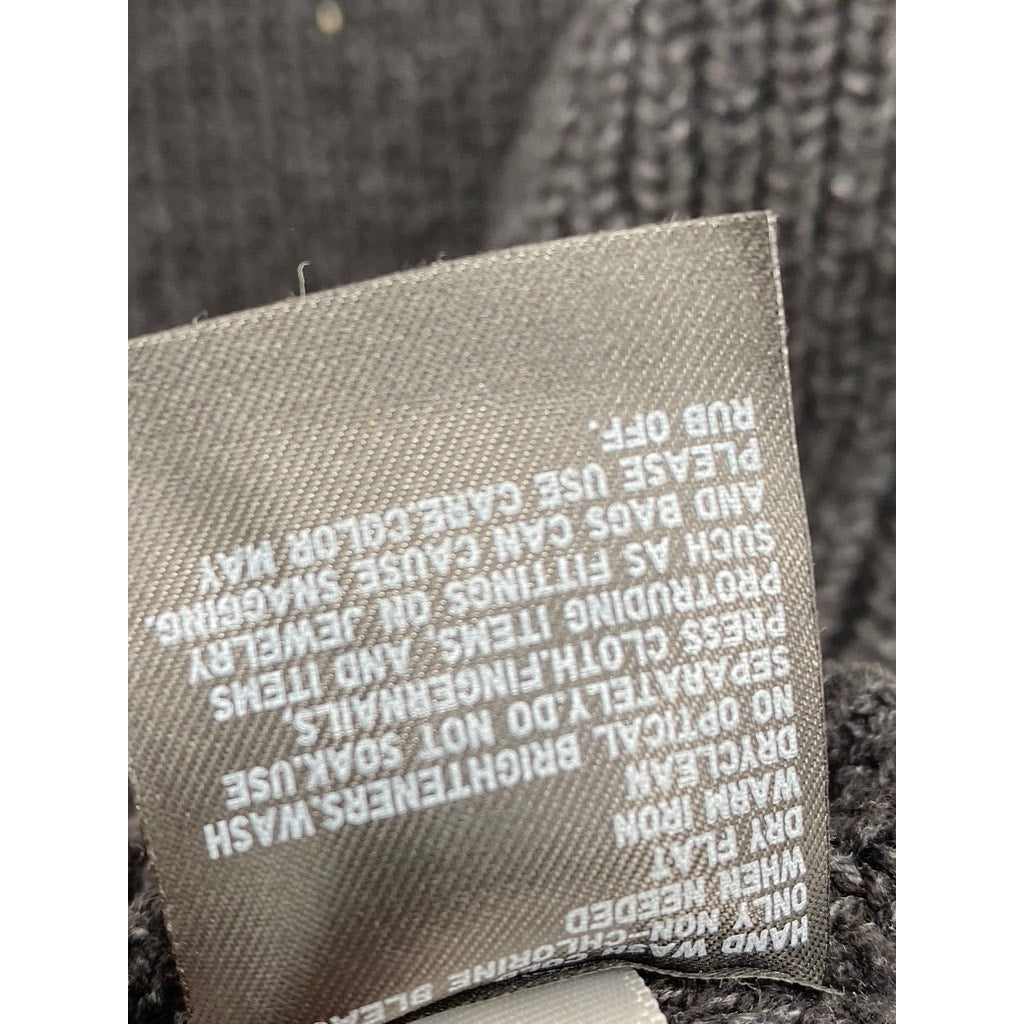 HAND
ONLY NON-CHLORINE
WHEN NEEDED
DRY FLAT
WARM IRON
DRYCLEAN
NO OPTICAL BRIGHTENERS.WASH
SEPARATELY.DO NOT SOAK.USE
PRESS CLOTH.FINGERNAILS,
PROTRUDING ITEMS AND ITEMS
SUCH AS FITTINGS ON JEWELRY
AND BAGS CAN CAUSE SNAGGING.
PLEASE USE CARE.COLOR MAY
RUB OFF.